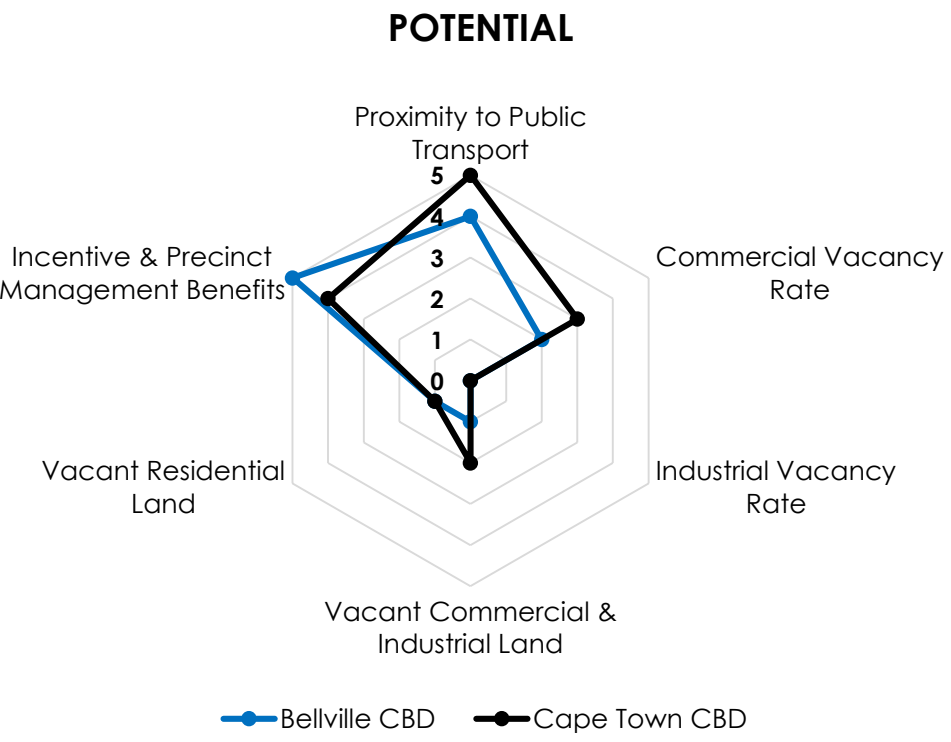 POTENTIAL
Proximity to Public
Transport
5
4
3
2
1
0
Incentive & Precinct
Management Benefits
Commercial Vacancy
Rate
Vacant Residential
Land
Industrial Vacancy
Rate
Vacant Commercial &
Industrial Land
Bellville CBD
Cape Town CBD